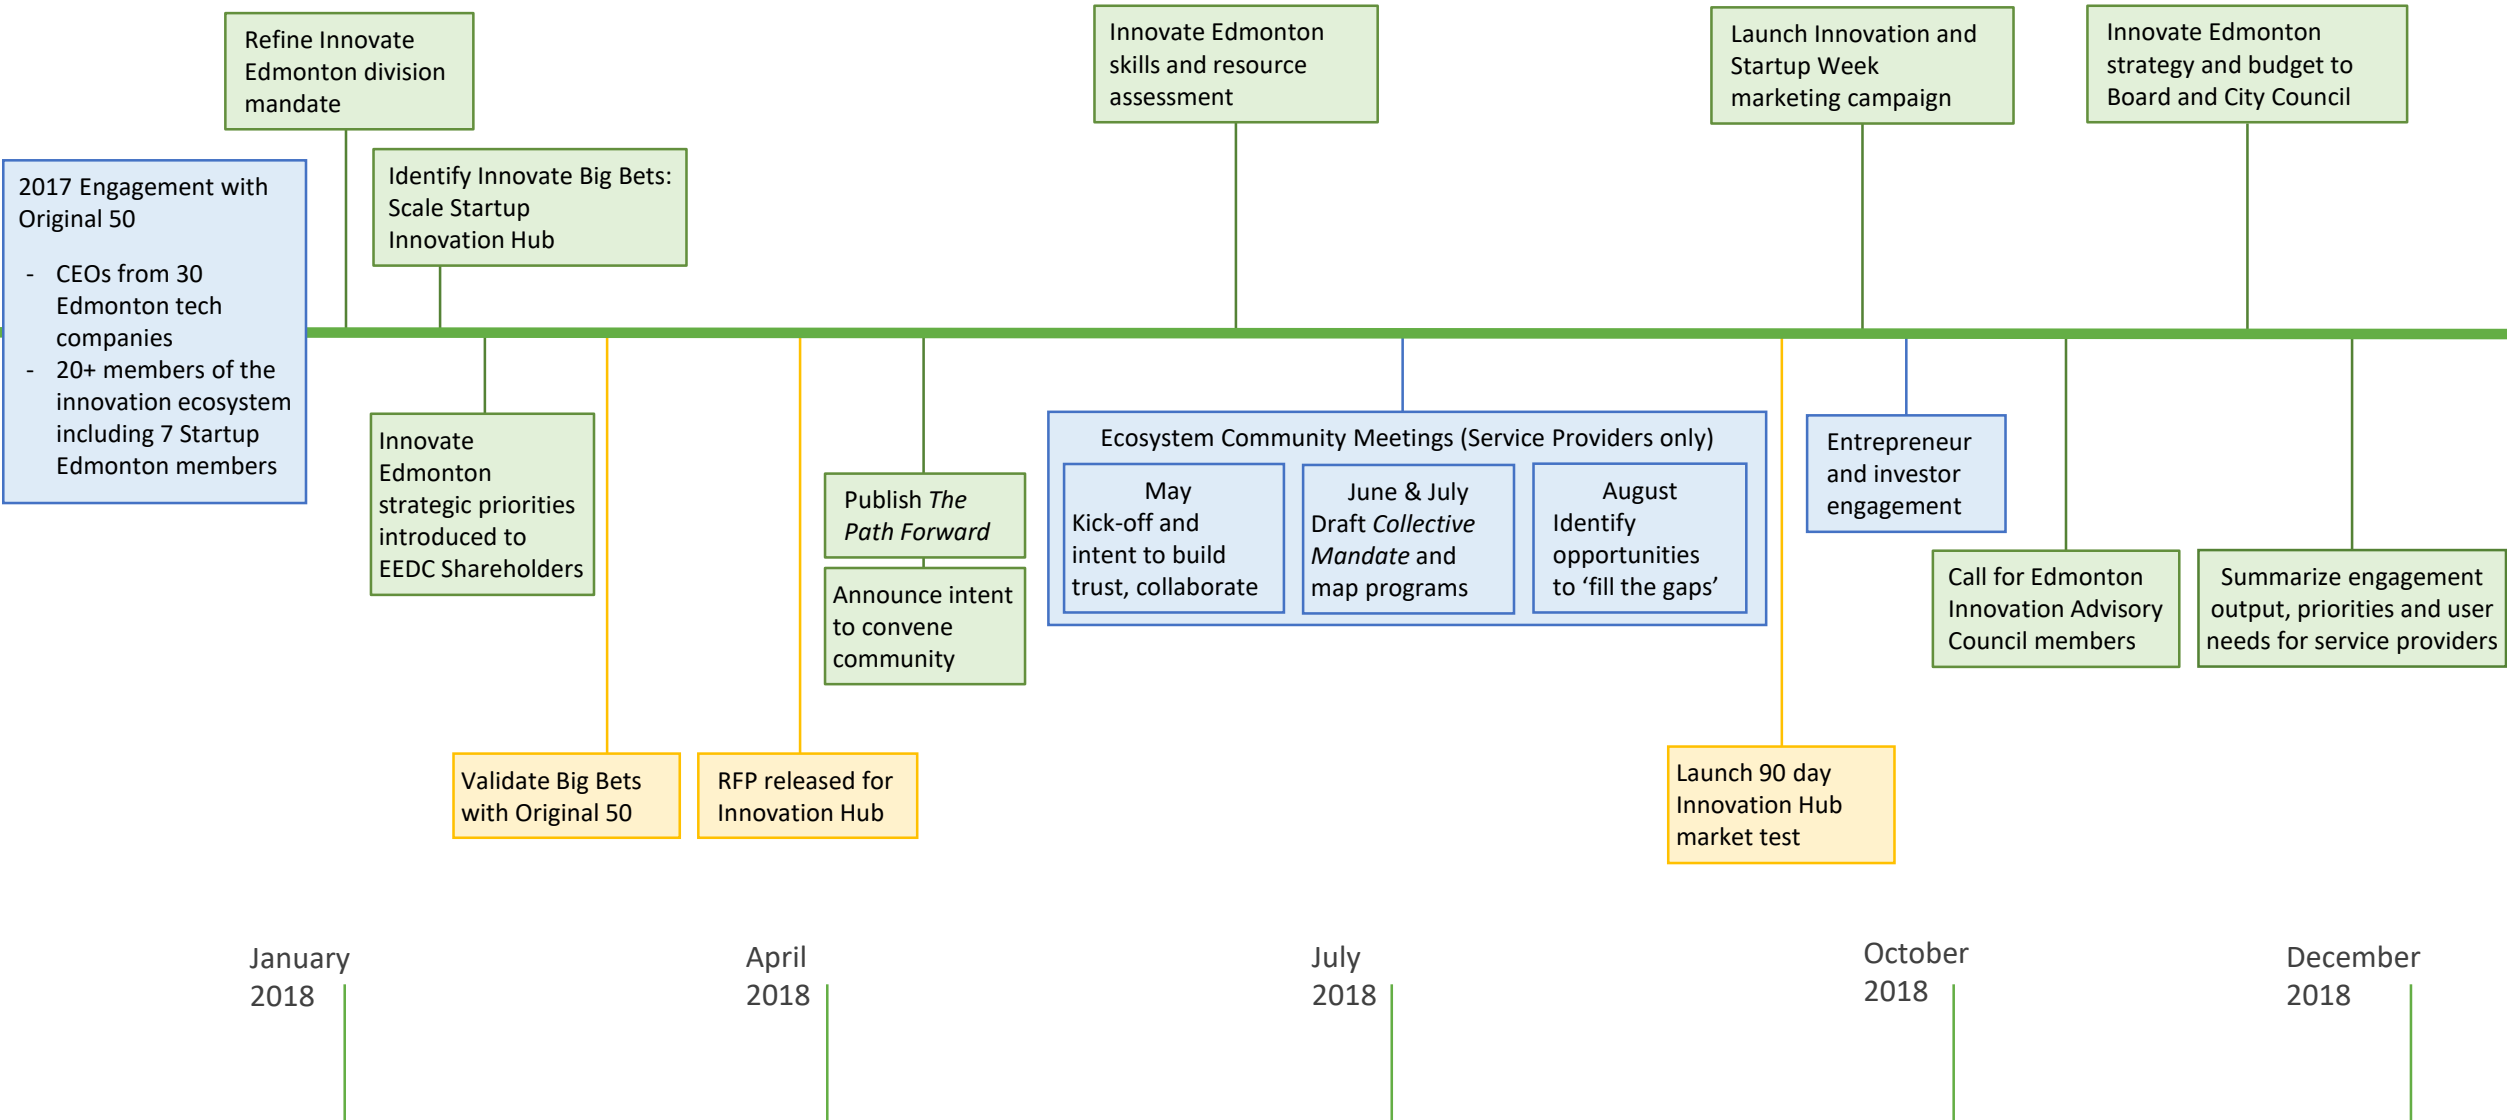 Refine Innovate
Edmonton division
mandate
Innovate Edmonton
skills and resource
assessment
Launch Innovation and
Startup Week
marketing campaign
Innovate Edmonton
strategy and budget to
Board and City Council
2017 Engagement with
Original 50
- CEOs from 30
Edmonton tech
companies
- 20+ members of the
innovation ecosystem
including 7 Startup
Edmonton members
Identify Innovate Big Bets:
Scale Startup
Innovation Hub
Innovate
Edmonton
strategic priorities
introduced to
EEDC Shareholders
Publish The
Path Forward
Announce intent
to convene
community
Ecosystem Community Meetings (Service Providers only)
May
Kick-off and
intent to build
trust, collaborate
June & July
Draft Collective
Mandate and
map programs
August
Identify
opportunities
to ‘fill the gaps’
Entrepreneur
and investor
engagement
Call for Edmonton
Innovation Advisory
Council members
Summarize engagement
output, priorities and user
needs for service providers
Validate Big Bets
with Original 50
RFP released for
Innovation Hub
Launch 90 day
Innovation Hub
market test
January
2018
April
2018
July
2018
October
2018
December
2018